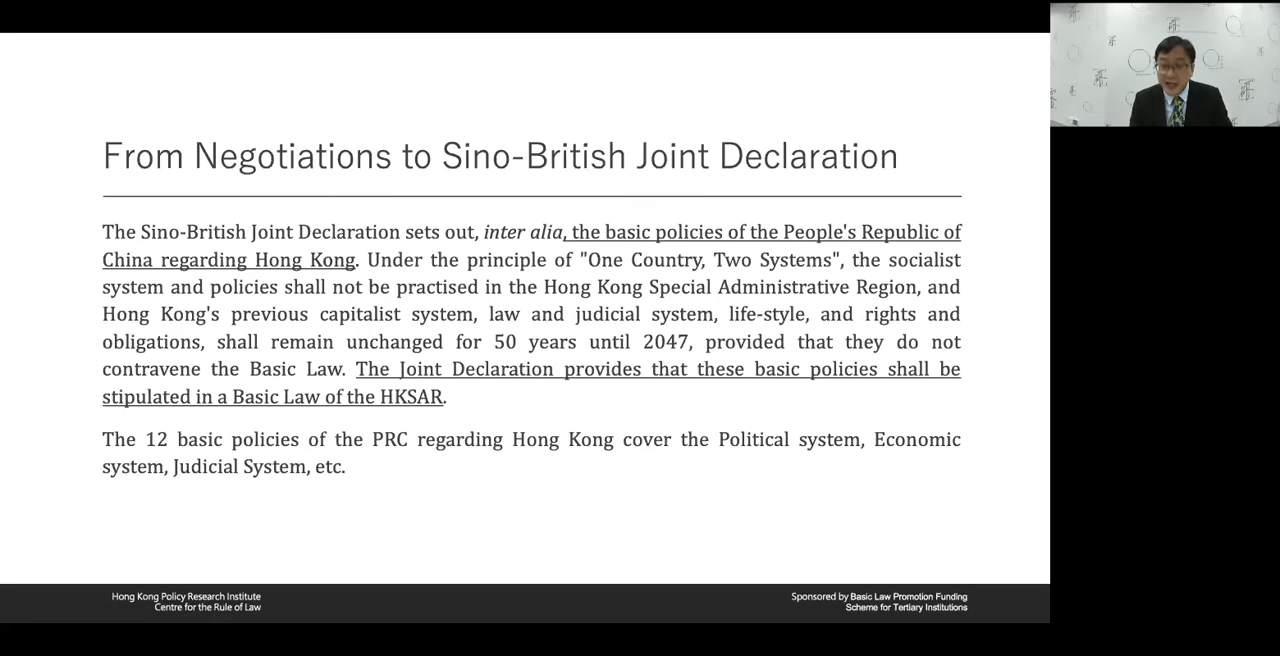 From Negotiations to Sino-British Joint Declaration
The Sino-British Joint Declaration sets out, inter alia, the basic policies of the People's Republic of
China regarding Hong Kong. Under the principle of "One Country, Two Systems", the socialist
system and policies shall not be practised in the Hong Kong Special Administrative Region, and
Hong Kong's previous capitalist system, law and judicial system, life-style, and rights and
obligations, shall remain unchanged for 50 years until 2047, provided that they do not
contravene the Basic Law. The Joint Declaration provides that these basic policies shall be
stipulated in a Basic Law of the HKSAR.
The 12 basic policies of the PRC regarding Hong Kong cover the Political system, Economic
system, Judicial System, etc.
Hong Kong Policy Research Institute
Centre for the Rule of Law
Sponsored by Basic Law Promotion Funding
Scheme for Tertiary Institutions